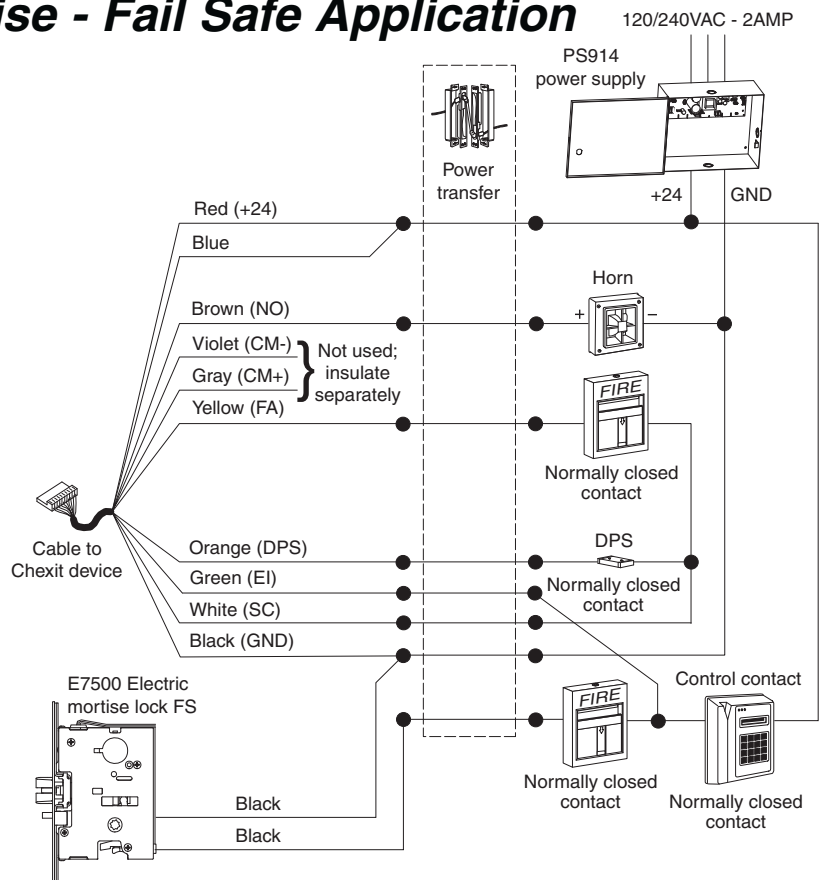 ise - Fail Safe Application
120/240VAC - 2AMP
PS914
power supply
Power
transfer
+24
GND
Red (+24)
Blue
Horn
+
–
Brown (NO)
Violet (CM-)
Gray (CM+)
Not used;
insulate
separately
Yellow (FA)
FIRE
Normally closed
contact
Cable to
Chexit device
Orange (DPS)
DPS
Green (EI)
Normally closed
contact
White (SC)
Black (GND)
E7500 Electric
mortise lock FS
Control contact
FIRE
Normally closed
contact
Normally closed
contact
Black
Black